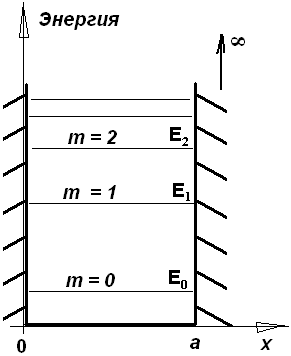 Энергия
∞
m = 2 E₂
m = 1 E₁
m = 0 E₀
0 a x